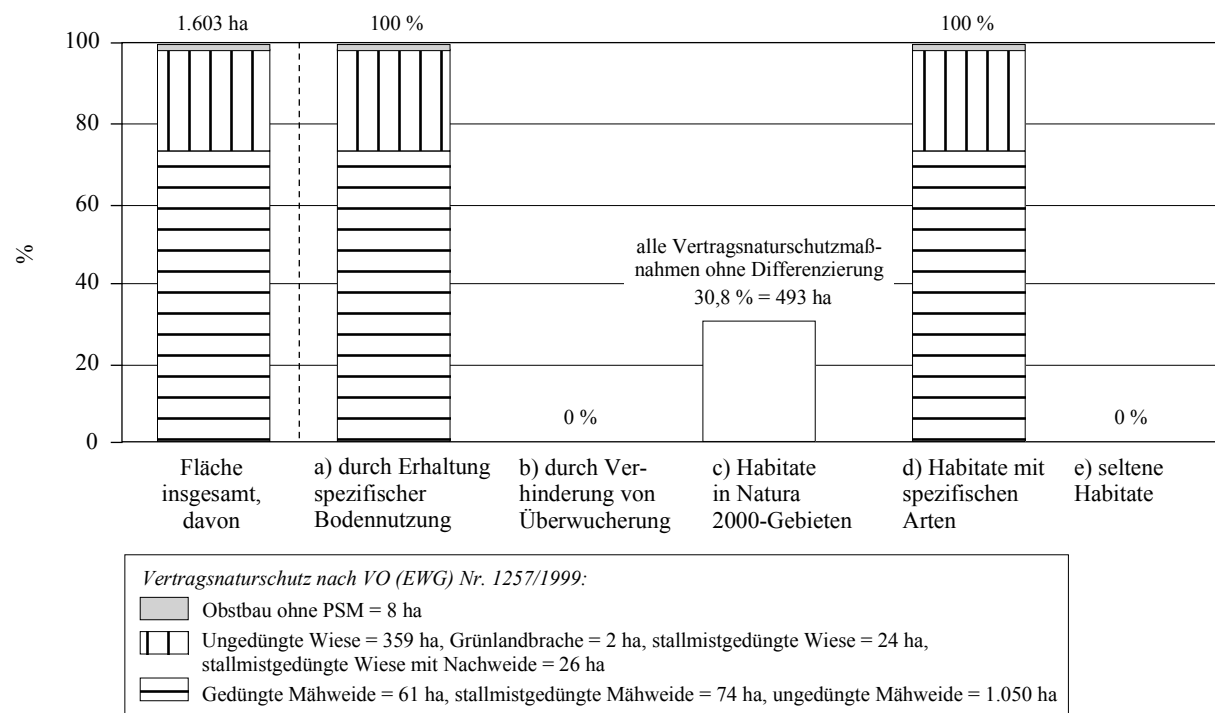 1.603 ha
100 %
100 %
100
80
60
40
20
0
%
alle Vertragsnaturschutzmaß-
nahmen ohne Differenzierung
30,8 % = 493 ha
0 %
0 %
Fläche
insgesamt,
davon
a) durch Erhaltung
spezifischer
Bodennutzung
b) durch Ver-
hinderung von
Überwucherung
c) Habitate
in Natura
2000-Gebieten
d) Habitate mit
spezifischen
Arten
e) seltene
Habitate
Vertragsnaturschutz nach VO (EWG) Nr. 1257/1999:
Obstbau ohne PSM = 8 ha
Ungedüngte Wiese = 359 ha, Grünlandbrache = 2 ha, stallmistgedüngte Wiese = 24 ha,
stallmistgedüngte Wiese mit Nachweide = 26 ha
Gedüngte Mähweide = 61 ha, stallmistgedüngte Mähweide = 74 ha, ungedüngte Mähweide = 1.050 ha